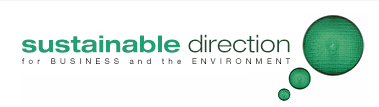 sustainable direction
for BUSINESS and the ENVIRONMENT